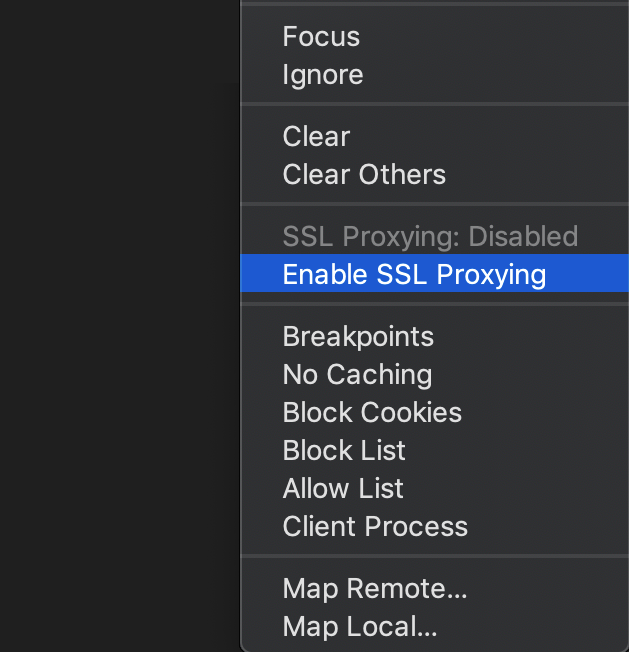 Focus
Ignore
Clear
Clear Others
SSL Proxying: Disabled
Enable SSL Proxying
Breakpoints
No Caching
Block Cookies
Block List
Allow List
Client Process
Map Remote...
Map Local...